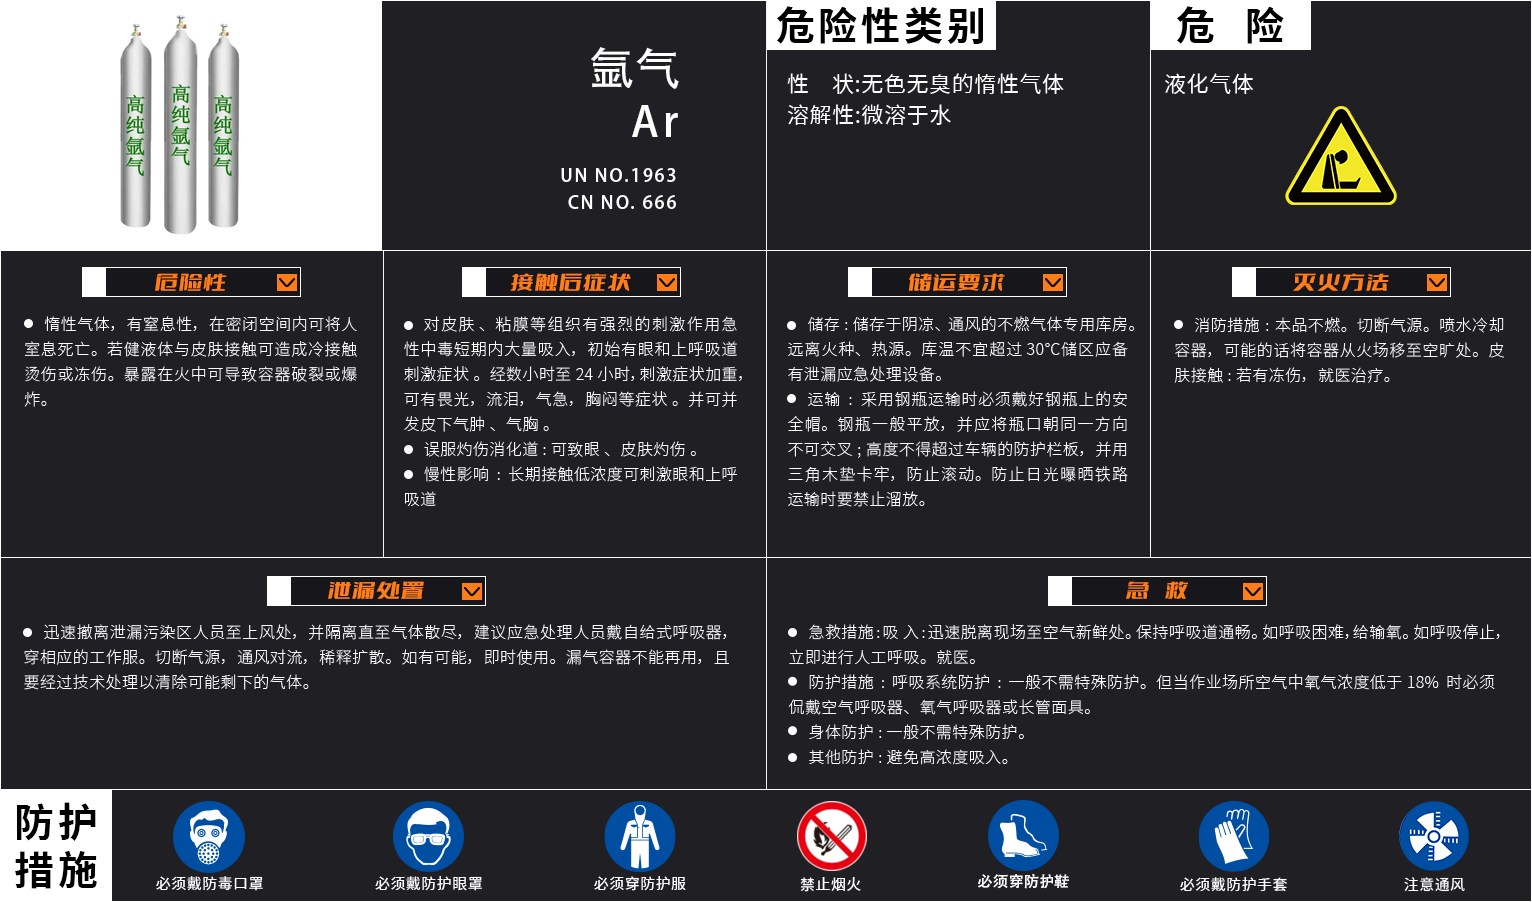 高纯氩气
高纯氩气
高纯氩气
氩气
Ar
UN NO.1963
CN NO. 666
危险性类别
性　状:无色无臭的惰性气体
溶解性:微溶于水
危 险
液化气体
危险性
● 惰性气体，有窒息性，在密闭空间内可将人
窒息死亡。若健液体与皮肤接触可造成冷接触
烫伤或冻伤。暴露在火中可导致容器破裂或爆
炸。
接触后症状
● 对皮肤、粘膜等组织有强烈的刺激作用急
性中毒短期内大量吸入，初始有眼和上呼吸道
刺激症状 。经数小时至 24 小时, 刺激症状加重，
可有畏光，流泪，气急，胸闷等症状 。并可并
发皮下气肿 、气胸 。
● 误服灼伤消化道 : 可致眼 、皮肤灼伤 。
● 慢性影响 : 长期接触低浓度可刺激眼和上呼
吸道
储运要求
● 储存 : 储存于阴凉、通风的不燃气体专用库房。
远离火种、热源。库温不宜超过 30℃储区应备
有泄漏应急处理设备。
● 运输 : 采用钢瓶运输时必须戴好钢瓶上的安
全帽。钢瓶一般平放，并应将瓶口朝同一方向
不可交叉 ; 高度不得超过车辆的防护栏板，并用
三角木垫卡牢，防止滚动。防止日光曝晒铁路
运输时要禁止溜放。
灭火方法
● 消防措施 : 本品不燃。切断气源。喷水冷却
容器，可能的话将容器从火场移至空旷处。皮
肤接触 : 若有冻伤，就医治疗。
泄漏处置
● 迅速撤离泄漏污染区人员至上风处，并隔离直至气体散尽，建议应急处理人员戴自给式呼吸器，
穿相应的工作服。切断气源，通风对流，稀释扩散。如有可能，即时使用。漏气容器不能再用，且
要经过技术处理以清除可能剩下的气体。
急 救
● 急救措施 : 吸 入 : 迅速脱离现场至空气新鲜处。保持呼吸道通畅。如呼吸困难, 给输氧。如呼吸停止，
立即进行人工呼吸。就医。
● 防护措施 : 呼吸系统防护 : 一般不需特殊防护。但当作业场所空气中氧气浓度低于 18% 时必须
侃戴空气呼吸器、氧气呼吸器或长管面具。
● 身体防护 : 一般不需特殊防护。
● 其他防护 : 避免高浓度吸入。
防护
措施
必须戴防毒口罩
必须戴防护眼罩
必须穿防护服
禁止烟火
必须穿防护鞋
必须戴防护手套
注意通风